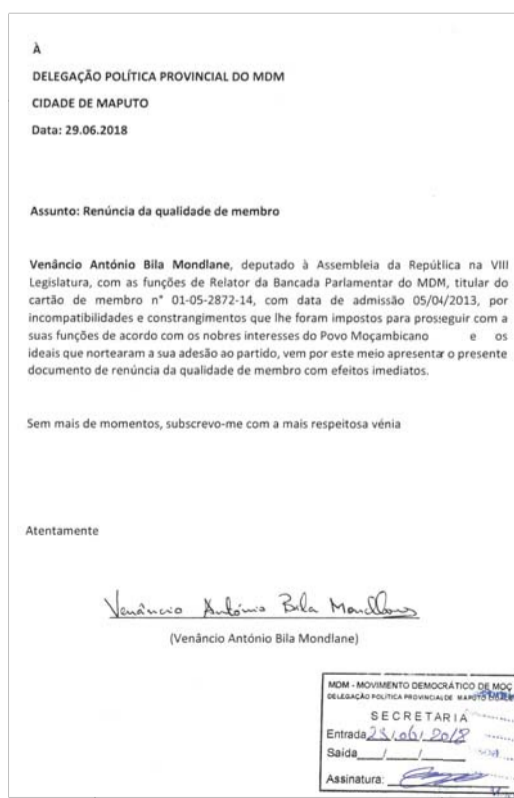 À
DELEGAÇÃO POLÍTICA PROVINCIAL DO MDM
CIDADE DE MAPUTO
Data: 29.06.2018
Assunto: Renúncia da qualidade de membro
Venâncio António Bila Mondlane, deputado à Assembleia da República na VIII
Legislatura, com as funções de Relator da Bancada Parlamentar do MDM, titular do
cartão de membro n° 01-05-2872-14, com data de admissão 05/04/2013, por
incompatibilidades e constrangimentos que lhe foram impostos para prosseguir com a
suas funções de acordo com os nobres interesses do Povo Moçambicano e os
ideais que nortearam a sua adesão ao partido, vem por este meio apresentar o presente
documento de renúncia da qualidade de membro com efeitos imediatos.
Sem mais de momentos, subscrevo-me com a mais respeitosa vénia
Atentamente
Venâncio António Bila Mondlane
(Venâncio António Bila Mondlane)
MDM - MOVIMENTO DEMOCRÁTICO DE MOÇ
DELEGAÇÃO POLÍTICA PROVINCIAL DE MAPUTO
SECRETARIA
Entrada /06/2018
Saída / /
Assinatura: